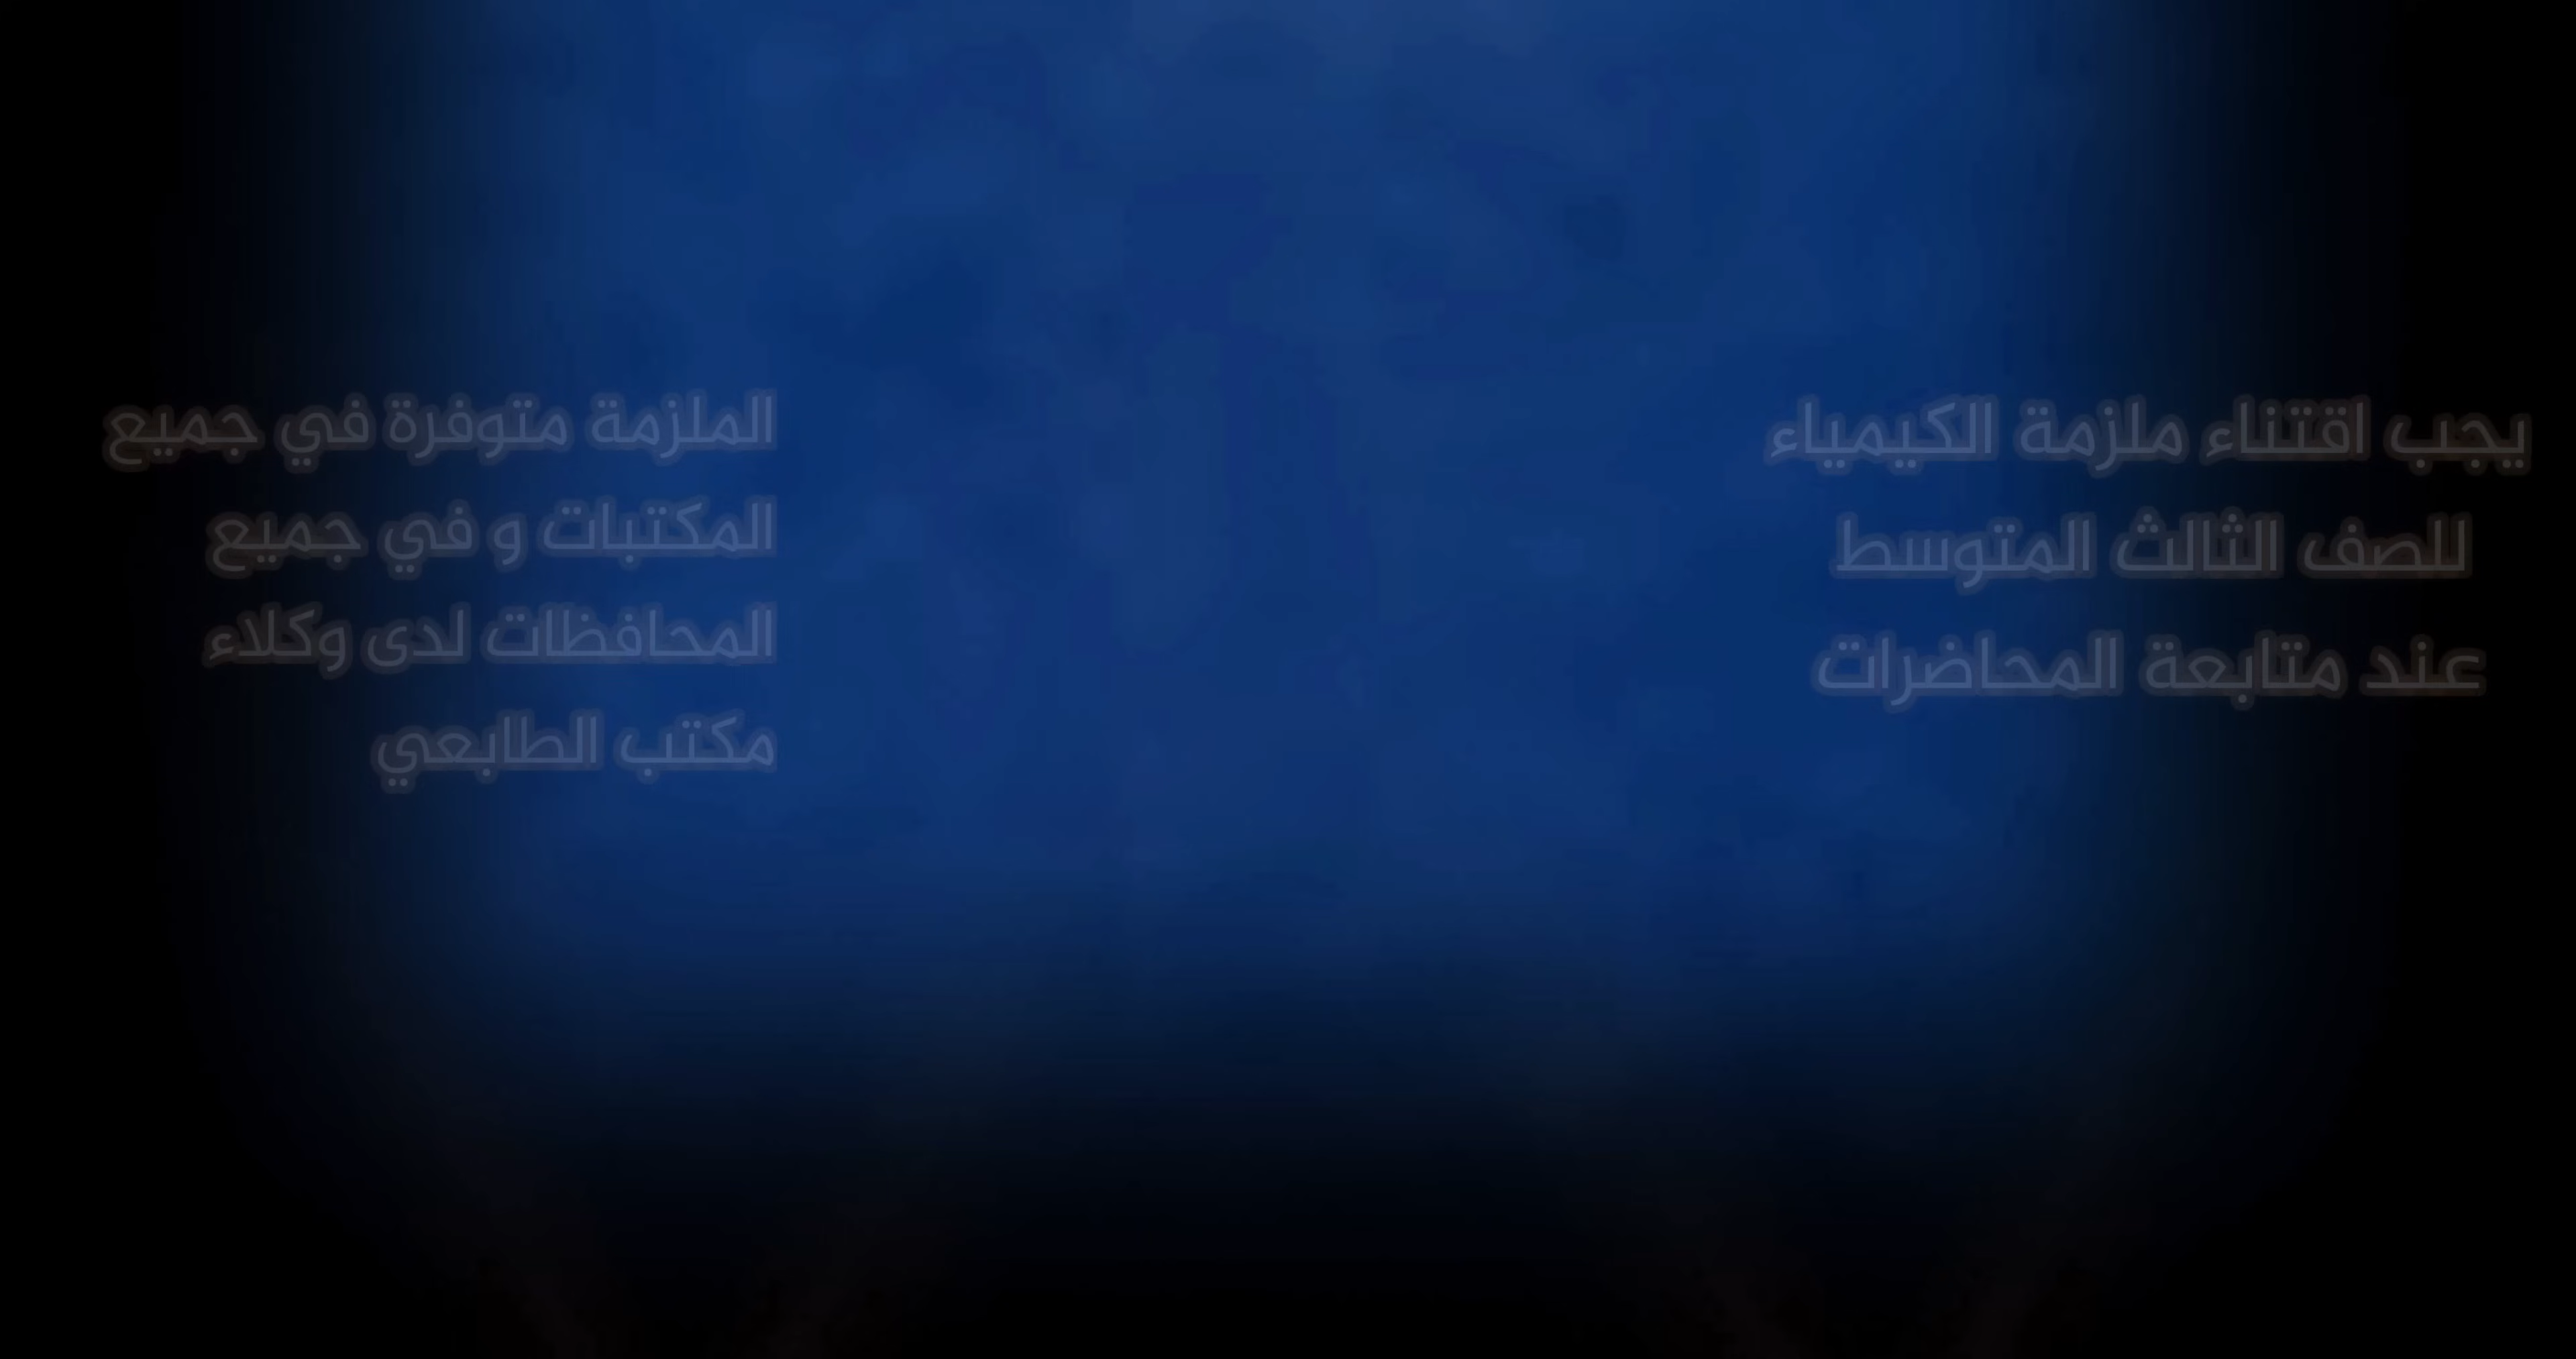 يجب اقتناء ملزمة الكيمياء
للصف الثالث المتوسط
عند متابعة المحاضرات
الملزمة متوفرة في جميع
المكتبات و في جميع
المحافظات لدى وكلاء
مكتب الطابعي